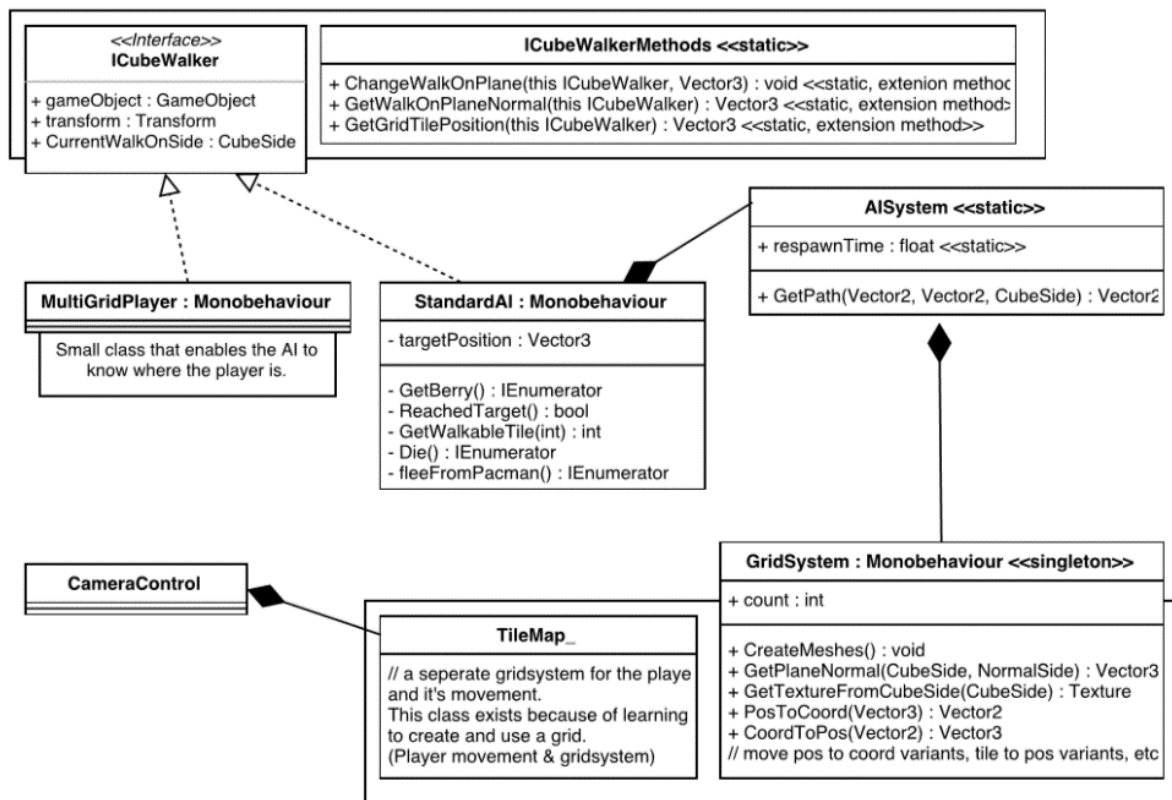 <<Interface>>
ICubeWalker
+ gameObject : GameObject
+ transform : Transform
+ CurrentWalkOnSide : CubeSide
ICubeWalkerMethods <<static>>
+ ChangeWalkOnPlane(this ICubeWalker, Vector3) : void <<static, extenion method
+ GetWalkOnPlaneNormal(this ICubeWalker) : Vector3 <<static, extension method>
+ GetGridTilePosition(this ICubeWalker) : Vector3 <<static, extension method>>
AISystem <<static>>
+ respawnTime : float <<static>>
+ GetPath(Vector2, Vector2, CubeSide) : Vector2
MultiGridPlayer : Monobehaviour
Small class that enables the AI to
know where the player is.
StandardAI : Monobehaviour
- targetPosition : Vector3
- GetBerry() : IEnumerator
- ReachedTarget() : bool
- GetWalkableTile(int) : int
- Die() : IEnumerator
- fleeFromPacman() : IEnumerator
CameraControl
TileMap_
// a seperate gridsystem for the playe
and it's movement.
This class exists because of learning
to create and use a grid.
(Player movement & gridsystem)
GridSystem : Monobehaviour <<singleton>>
+ count : int
+ CreateMeshes() : void
+ GetPlaneNormal(CubeSide, NormalSide) : Vector3
+ GetTextureFromCubeSide(CubeSide) : Texture
+ PosToCoord(Vector3) : Vector2
+ CoordToPos(Vector2) : Vector3
// move pos to coord variants, tile to pos variants, etc